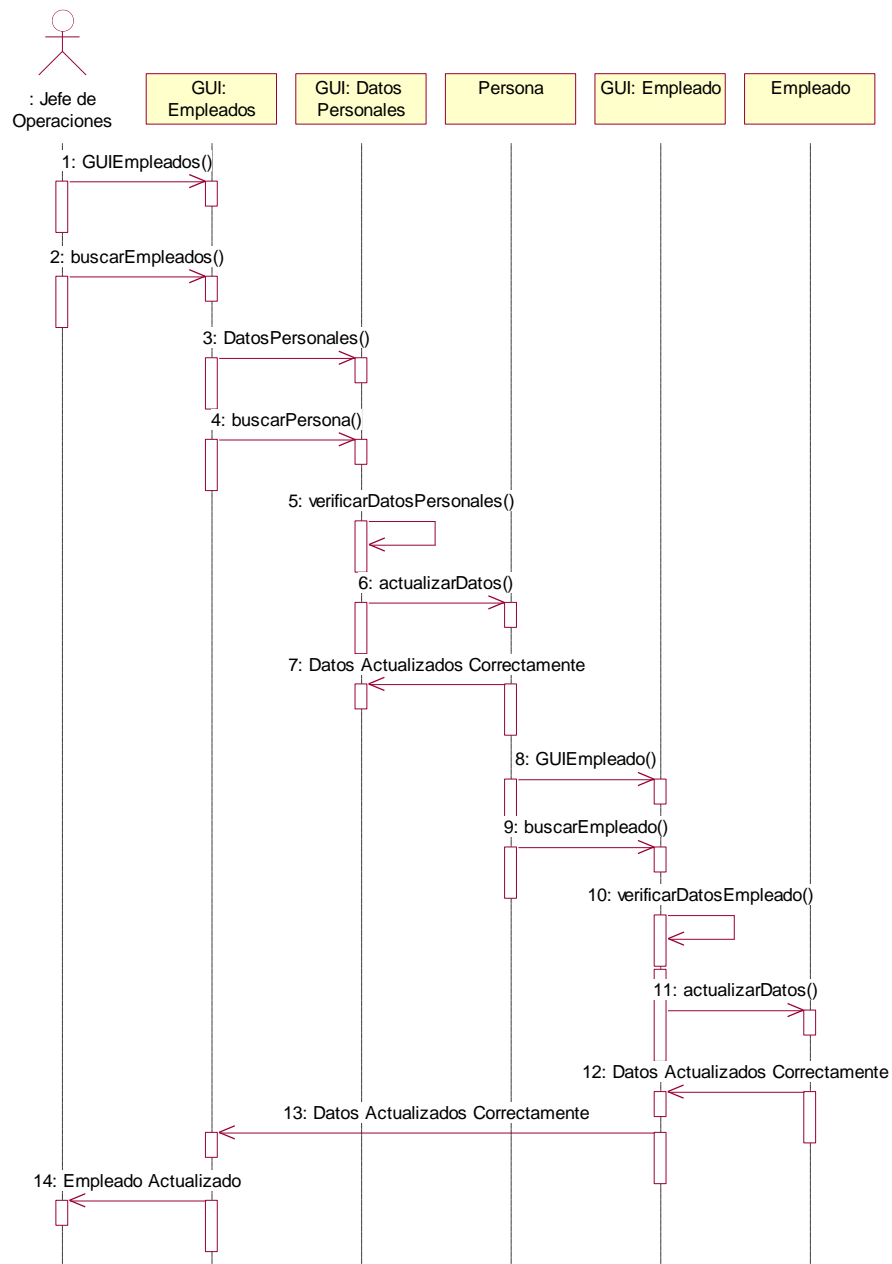 : Jefe de
Operaciones
GUI:
Empleados
GUI: Datos
Personales
Persona
GUI: Empleado
Empleado
1: GUIEmpleados()
2: buscarEmpleados()
3: DatosPersonales()
4: buscarPersona()
5: verificarDatosPersonales()
6: actualizarDatos()
7: Datos Actualizados Correctamente
8: GUIEmpleado()
9: buscarEmpleado()
10: verificarDatosEmpleado()
11: actualizarDatos()
12: Datos Actualizados Correctamente
13: Datos Actualizados Correctamente
14: Empleado Actualizado